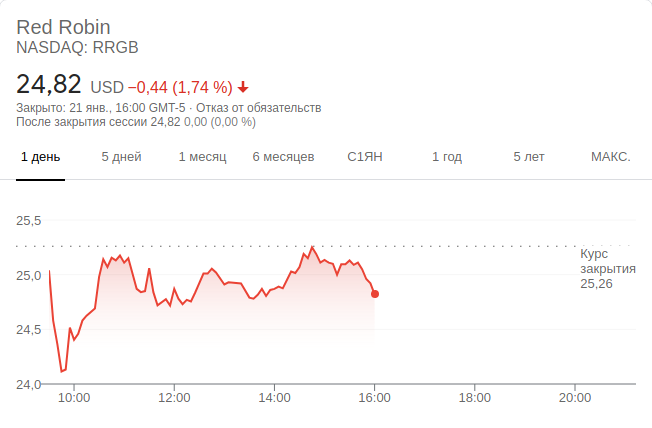 Red Robin
NASDAQ: RRGB
24,82 USD −0,44 (1,74 %)
Закрыто: 21 янв., 16:00 GMT-5 · Отказ от обязательств
После закрытия сессии 24,82 0,00 (0,00 %)
1 день 5 дней 1 месяц 6 месяцев С1ЯН 1 год 5 лет МАКС.
25,5
Курс
закрытия
25,26
25,0
24,5
24,0
10:00 12:00 14:00 16:00 18:00 20:00